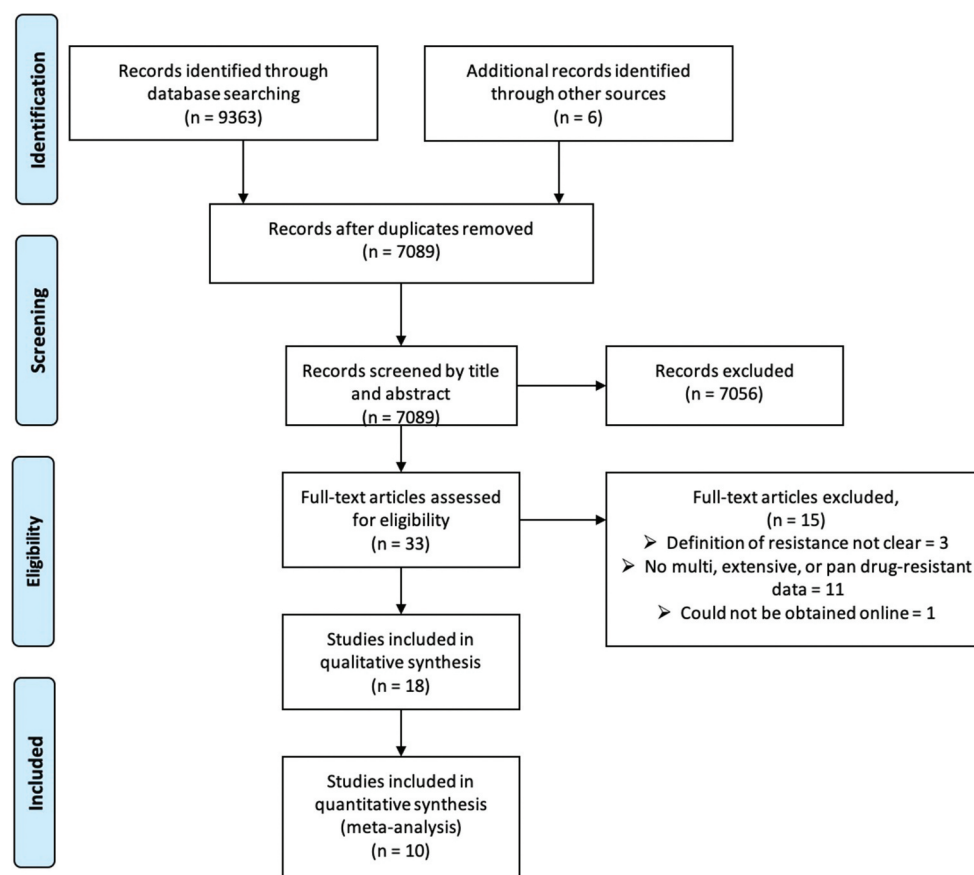 Identification
Records identified through
database searching
(n = 9363)
Additional records identified
through other sources
(n = 6)
Records after duplicates removed
(n = 7089)
Screening
Records screened by title
and abstract
(n = 7089)
Records excluded
(n = 7056)
Eligibility
Full-text articles assessed
for eligibility
(n = 33)
Full-text articles excluded,
(n = 15)
➢ Definition of resistance not clear = 3
➢ No multi, extensive, or pan drug-resistant
data = 11
➢ Could not be obtained online = 1
Studies included in
qualitative synthesis
(n = 18)
Included
Studies included in
quantitative synthesis
(meta-analysis)
(n = 10)